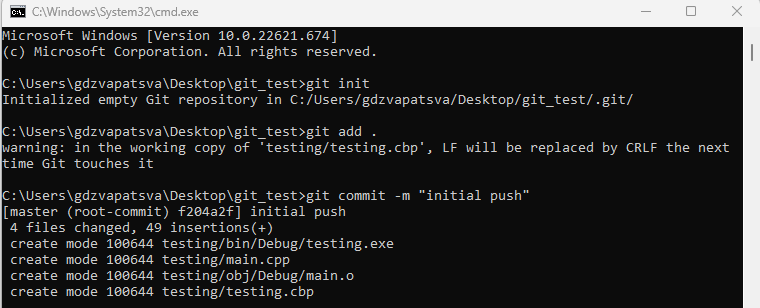 C:\Windows\System32\cmd.exe
Microsoft Windows [Version 10.0.22621.674]
(c) Microsoft Corporation. All rights reserved.
C:\Users\gdzvapatsva\Desktop\git_test>git init
Initialized empty Git repository in C:/Users/gdzvapatsva/Desktop/git_test/.git/
C:\Users\gdzvapatsva\Desktop\git_test>git add .
warning: in the working copy of 'testing/testing.cbp', LF will be replaced by CRLF the next
time Git touches it
C:\Users\gdzvapatsva\Desktop\git_test>git commit -m "initial push"
[master (root-commit) f204a2f] initial push
 4 files changed, 49 insertions(+)
 create mode 100644 testing/bin/Debug/testing.exe
 create mode 100644 testing/main.cpp
 create mode 100644 testing/obj/Debug/main.o
 create mode 100644 testing/testing.cbp